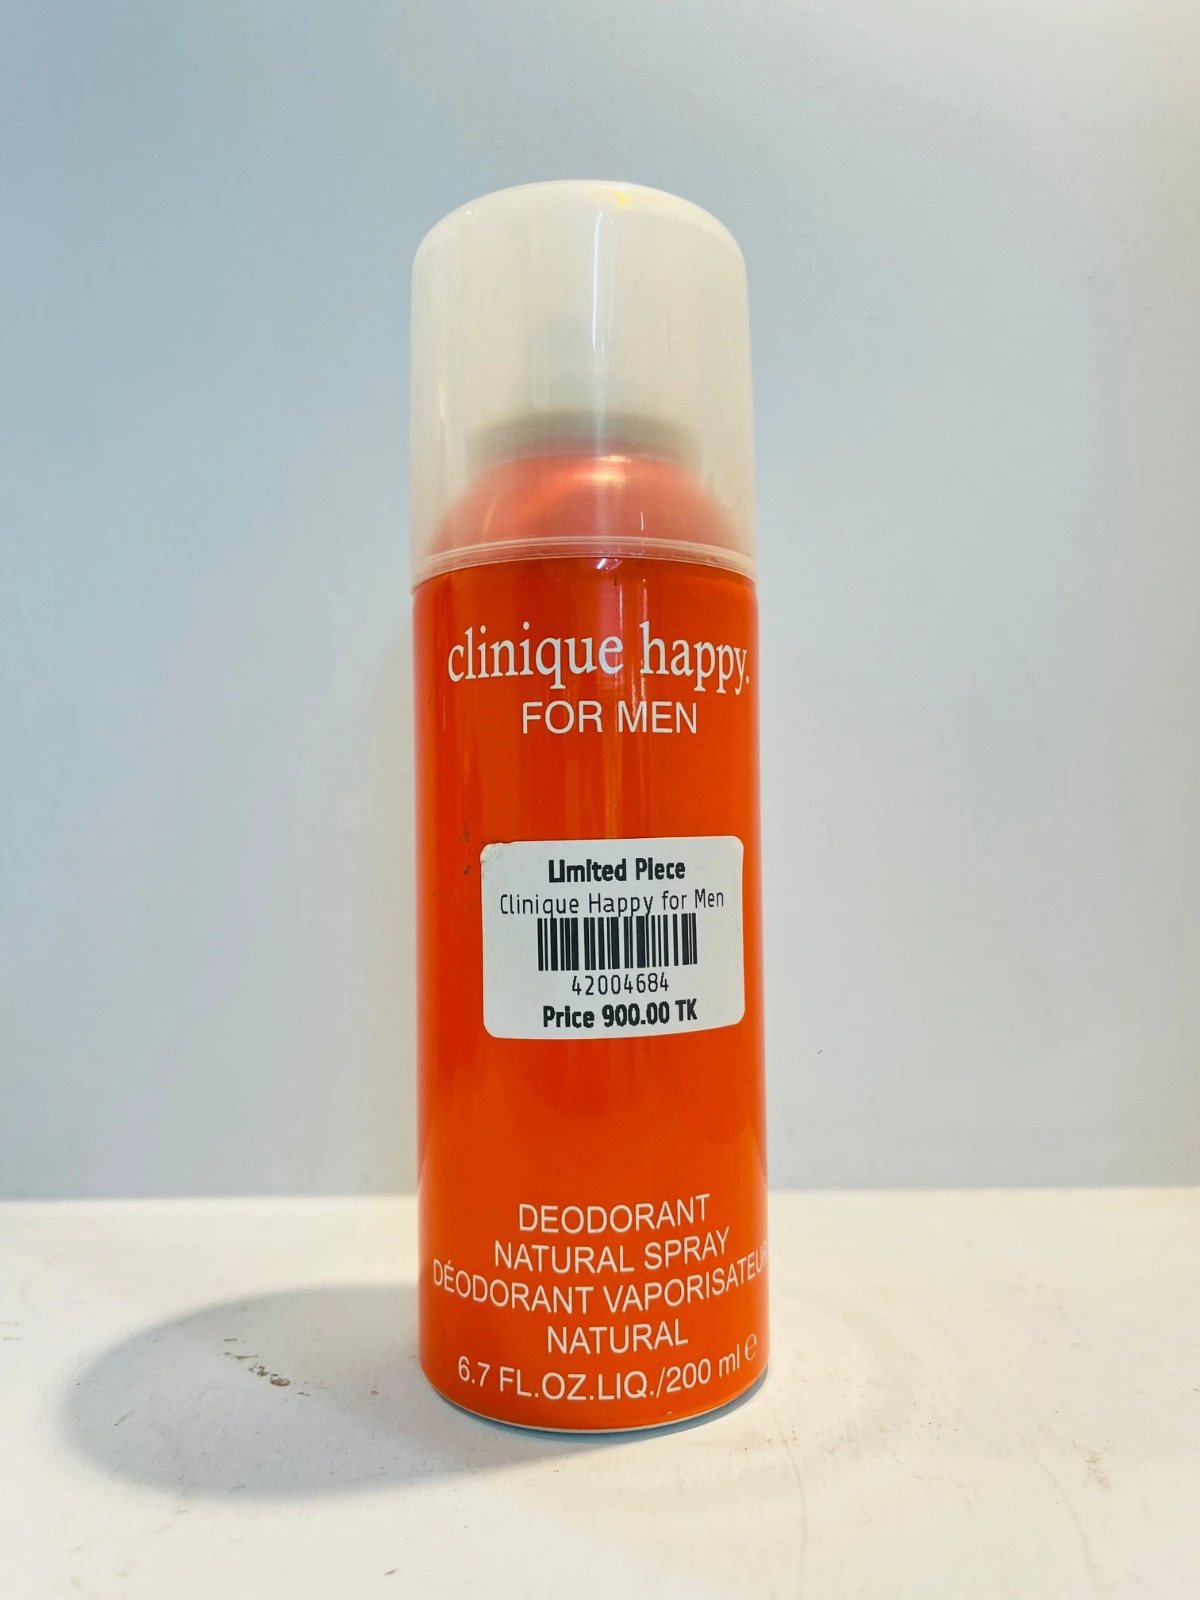 clinique happy.
FOR MEN
Limited Piece
Clinique Happy for Men
42004684
Price 900.00 TK
DEODORANT
NATURAL SPRAY
DÉODORANT VAPORISATEUR
NATURAL
6.7 FL.OZ.LIQ./200 ml ℮